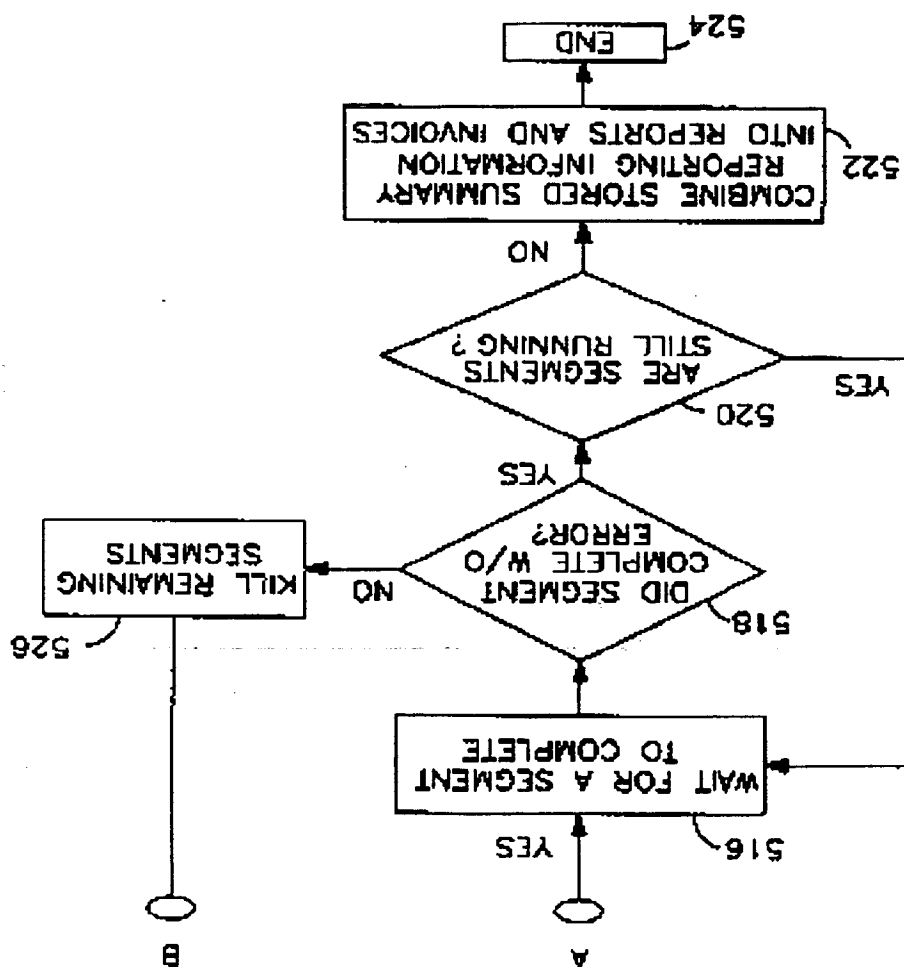 A
B
YES
516
WAIT FOR A SEGMENT
TO COMPLETE
518
DID SEGMENT
COMPLETE W/O
ERROR?
NO
526
KILL REMAINING
SEGMENTS
YES
520
ARE SEGMENTS
STILL RUNNING ?
YES
NO
522
COMBINE STORED SUMMARY
REPORTING INFORMATION
INTO REPORTS AND INVOICES
END
524